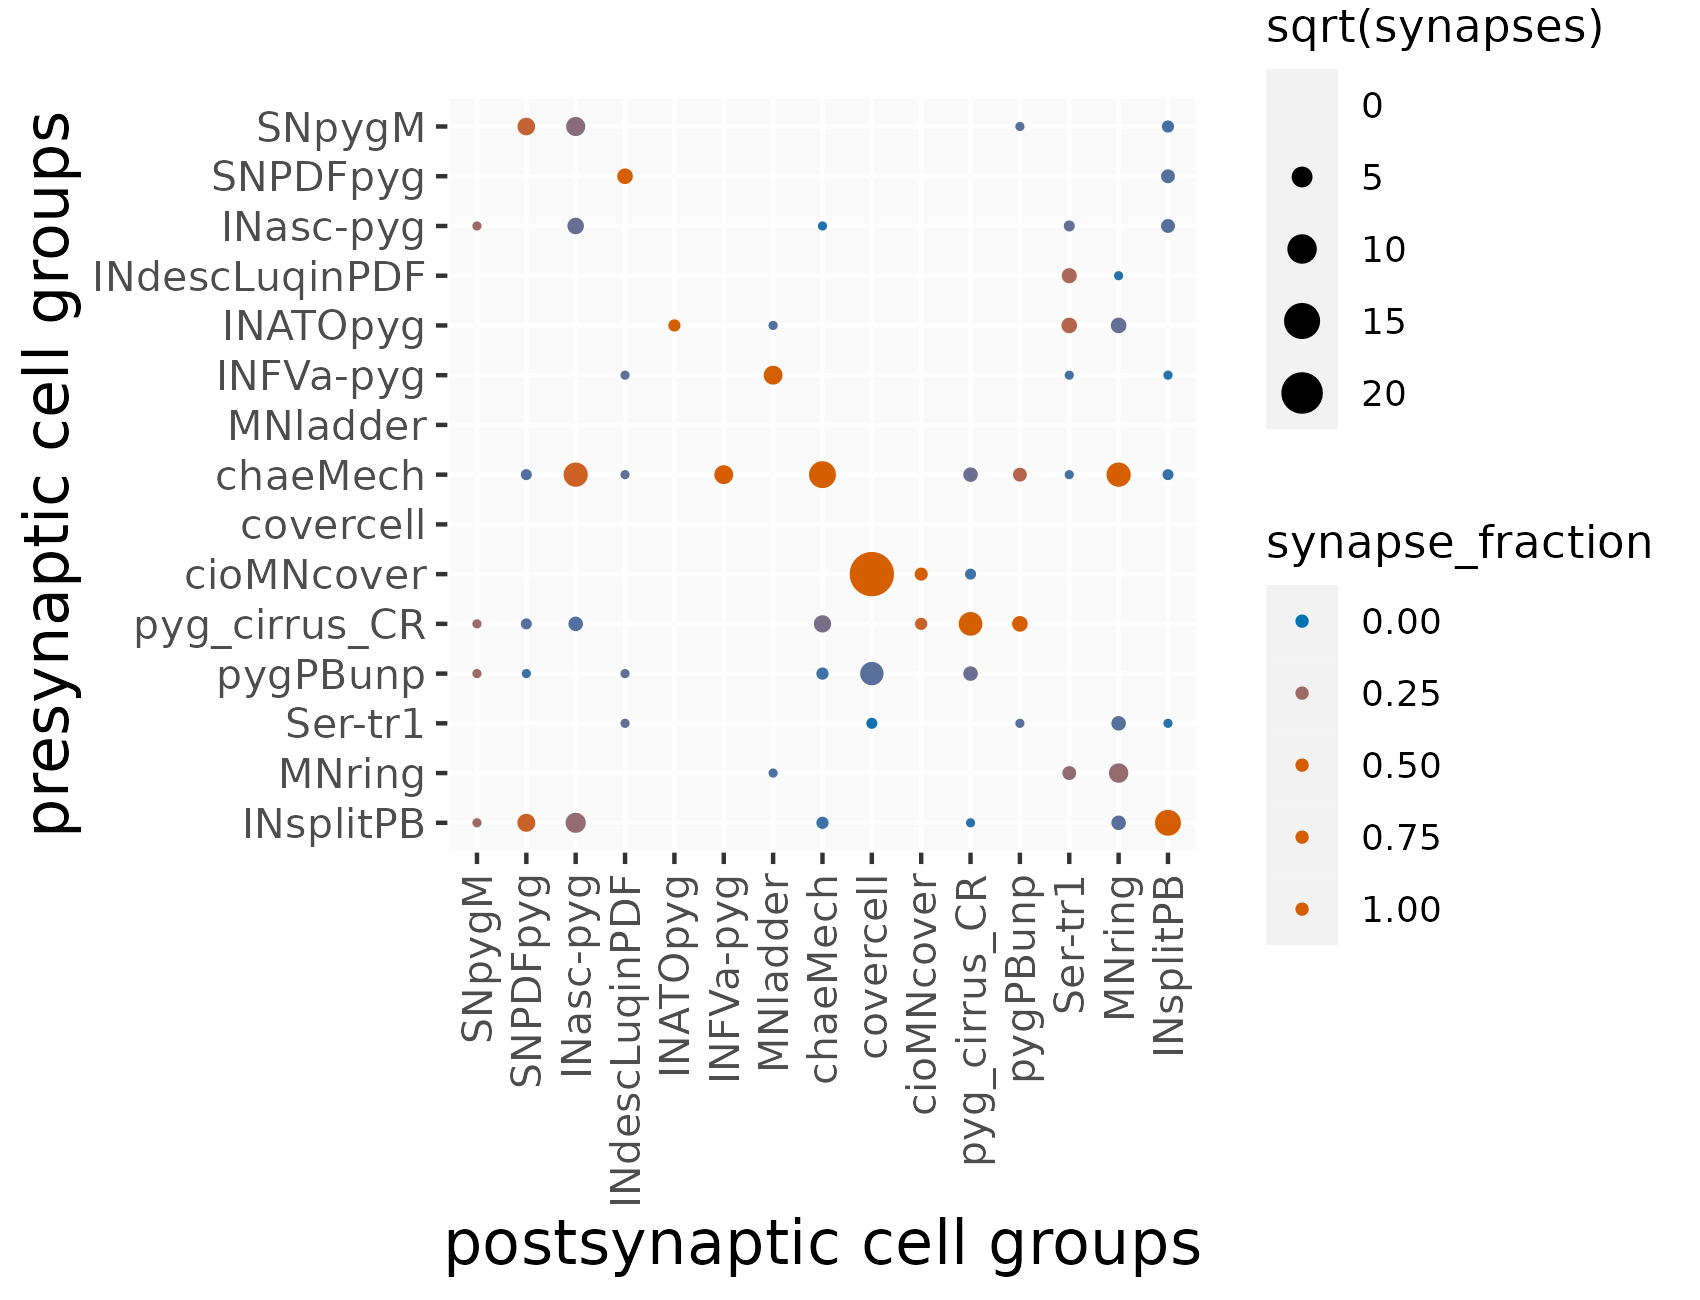 presynaptic cell groups
SNpygM
SNPDFpyg
INasc-pyg
INdescLuqinPDF
INATOpyg
INFVa-pyg
MNladder
chaeMech
covercell
cioMNcover
pyg_cirrus_CR
pygPBunp
Ser-tr1
MNring
INsplitPB
SNpygM
SNPDFpyg
INasc-pyg
INdescLuqinPDF
INATOpyg
INFVa-pyg
MNladder
chaeMech
covercell
cioMNcover
pyg_cirrus_CR
pygPBunp
Ser-tr1
MNring
INsplitPB
postsynaptic cell groups
sqrt(synapses)
0
5
10
15
20
synapse_fraction
0.00
0.25
0.50
0.75
1.00